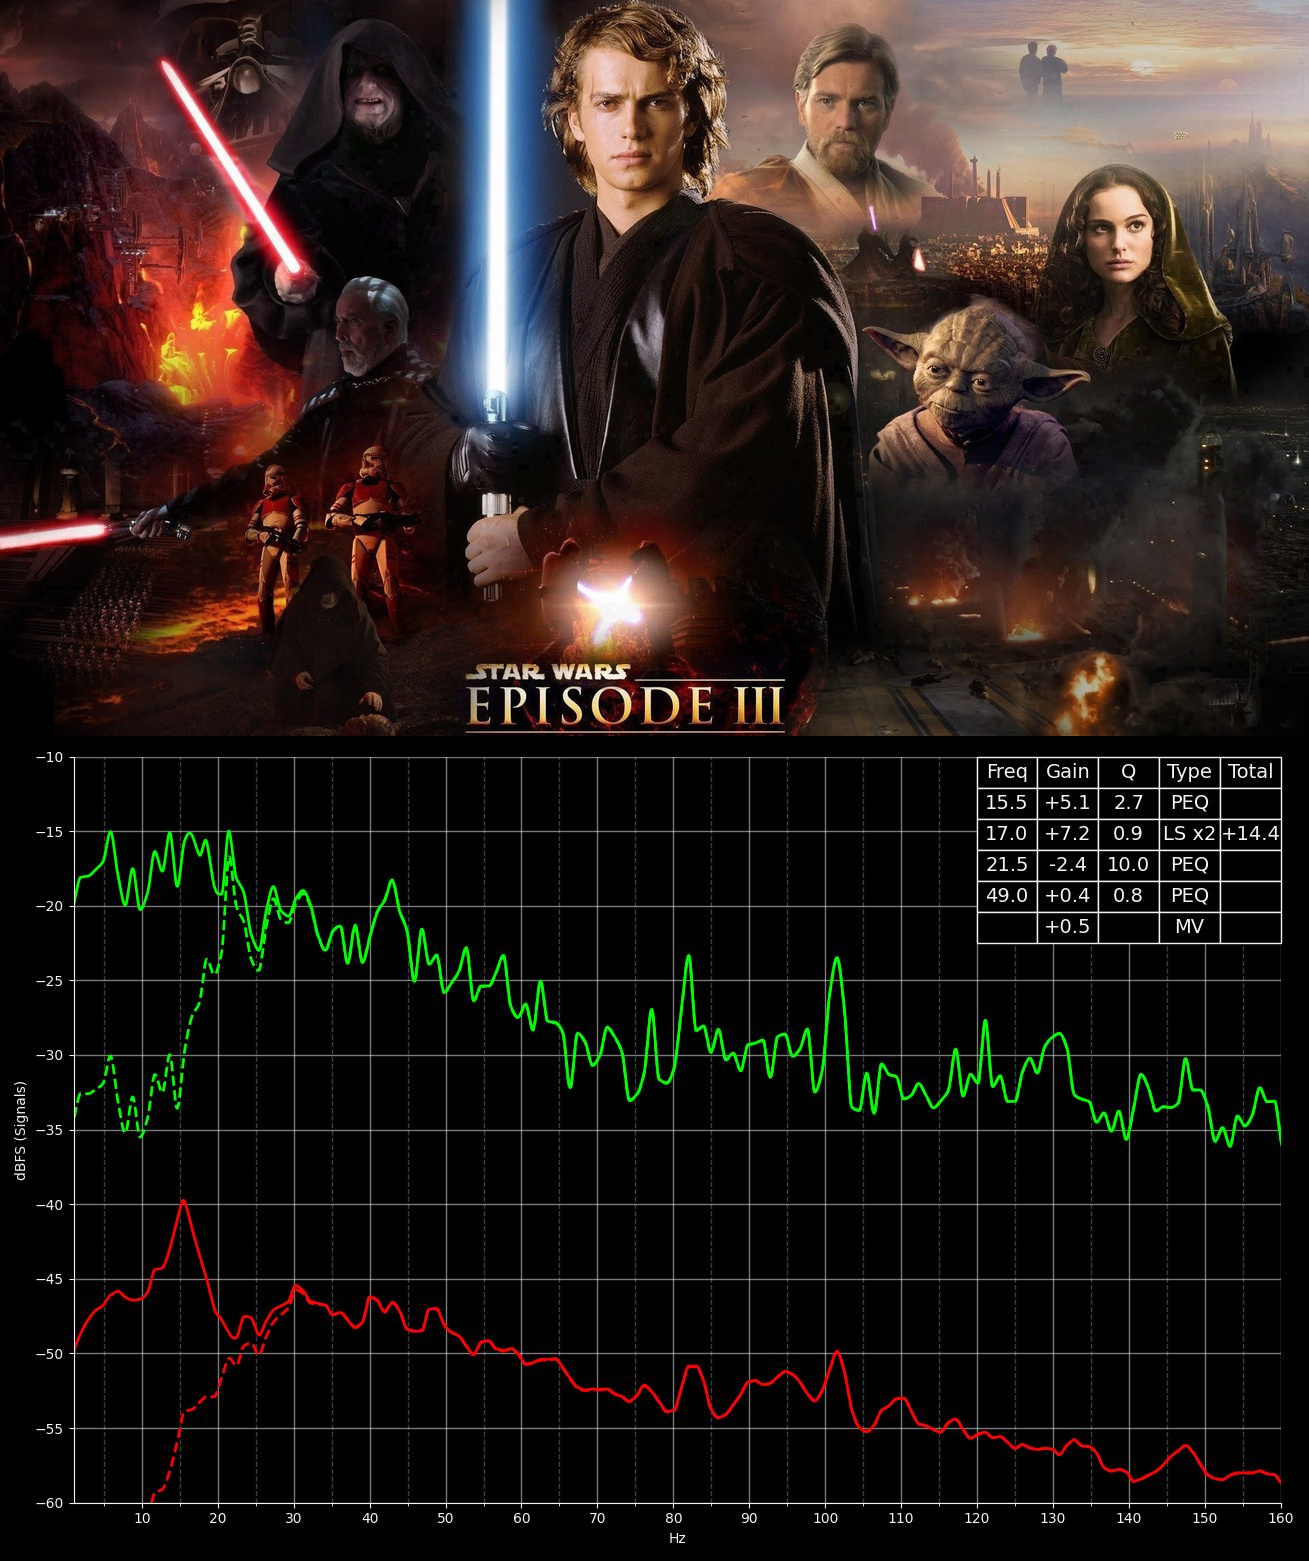 STAR WARS
EPISODE III
Freq Gain Q Type Total
15.5 +5.1 2.7 PEQ
17.0 +7.2 0.9 LS x2 +14.4
21.5 -2.4 10.0 PEQ
49.0 +0.4 0.8 PEQ
+0.5 MV
−10
−15
−20
−25
−30
−35
−40
−45
−50
−55
−60
dBFS (Signals)
10 20 30 40 50 60 70 80 90 100 110 120 130 140 150 160
Hz